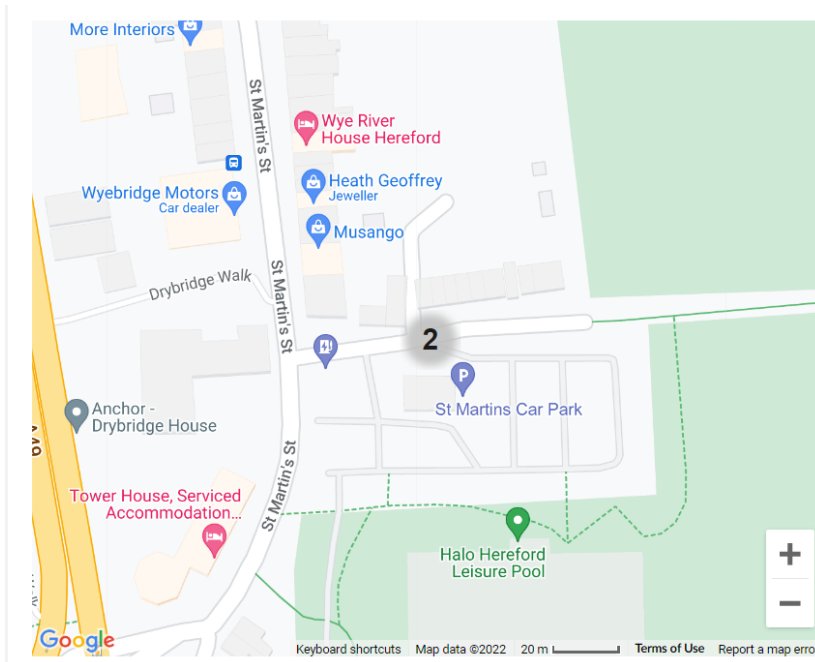 More Interiors
St Martin's St
Wye River
House Hereford
Wyebridge Motors
Car dealer
Heath Geoffrey
Jeweller
Musango
Drybridge Walk
St Martin's St
2
P
St Martins Car Park
Anchor -
Drybridge House
A49
St Martin's St
Tower House, Serviced
Accommodation...
Halo Hereford
Leisure Pool
+
−
Google
Keyboard shortcuts Map data ©2022 20 m Terms of Use Report a map erro